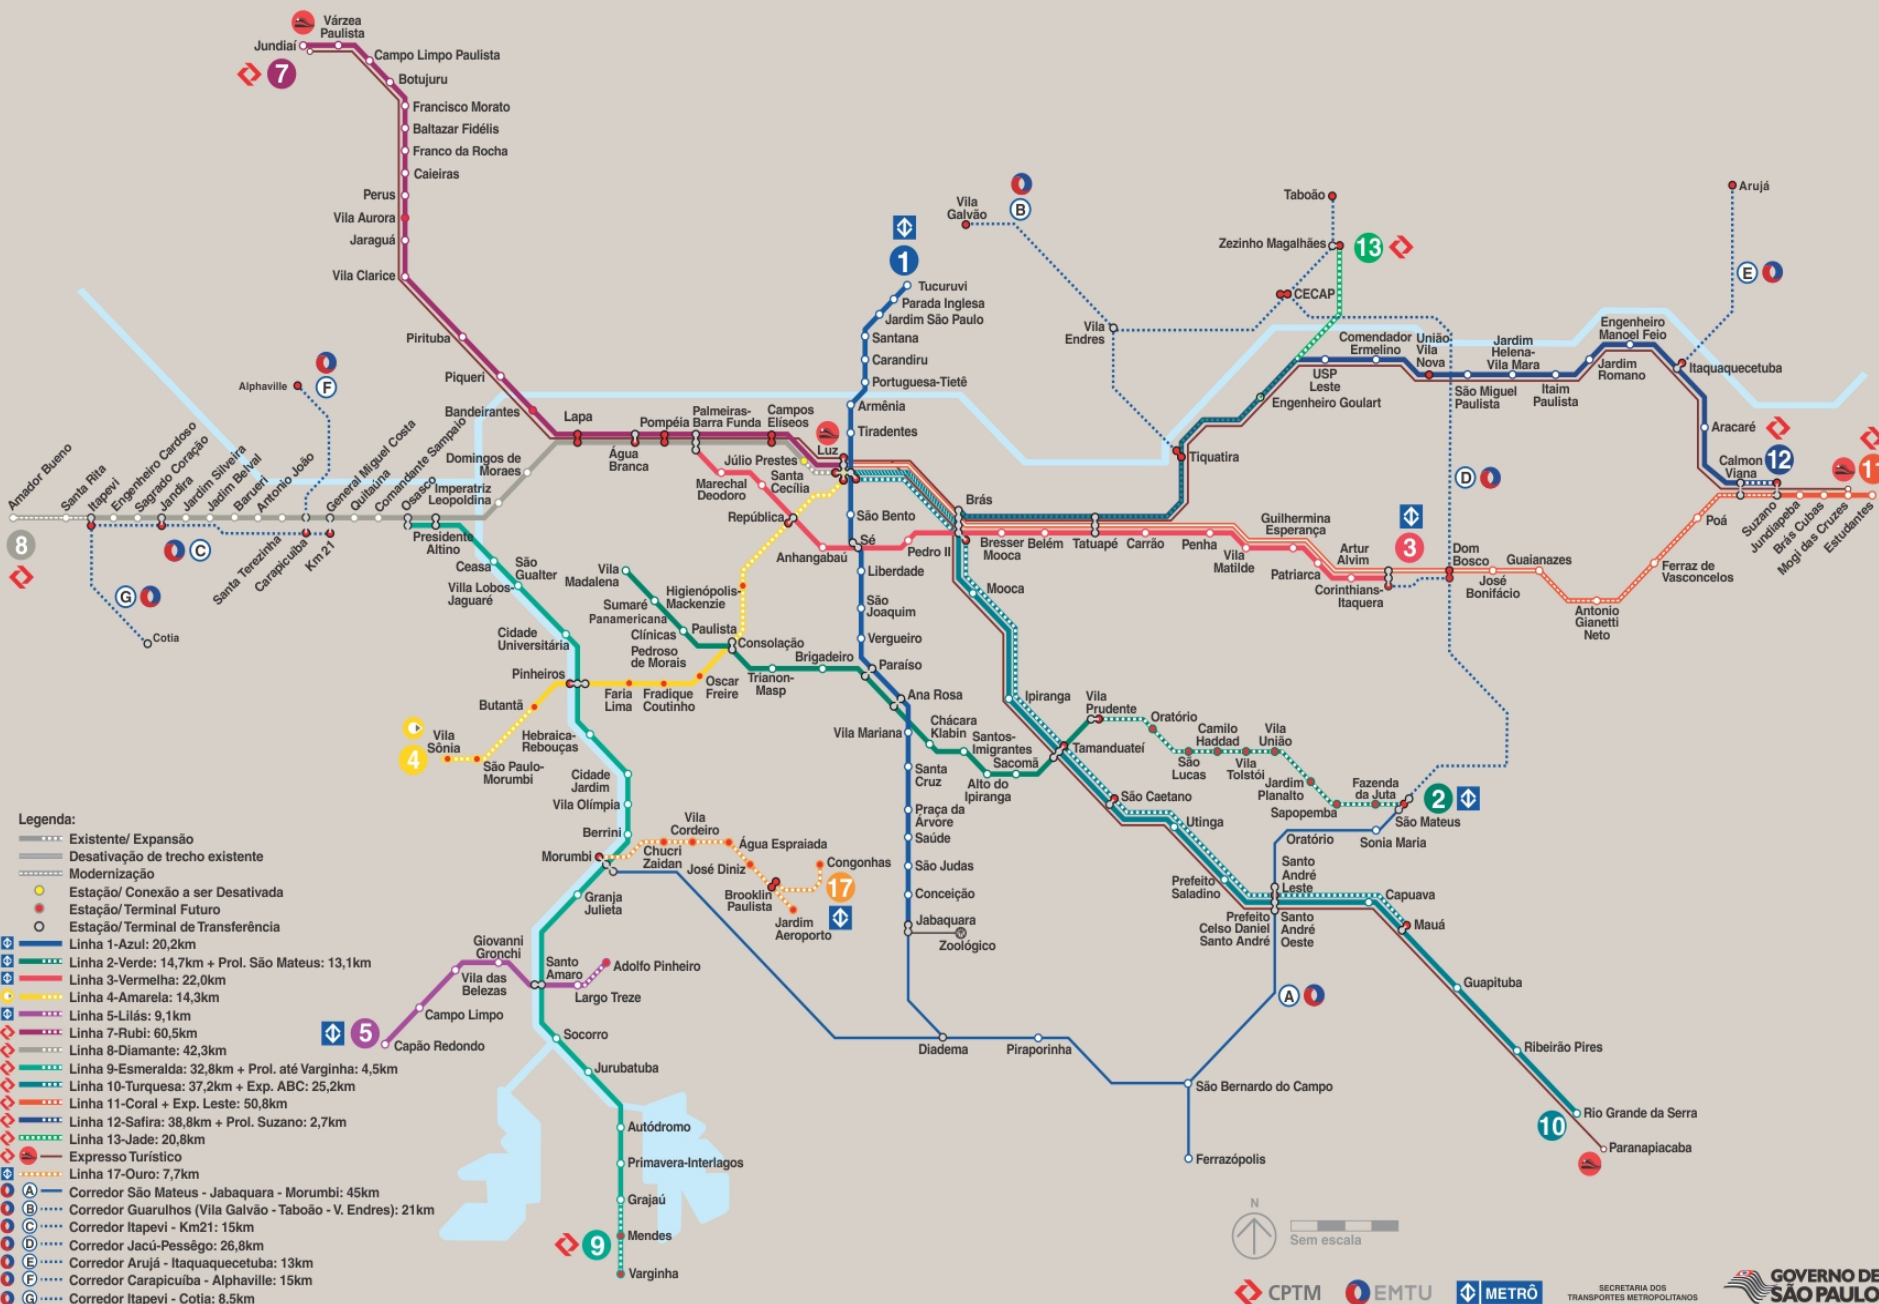 Várzea
Paulista
Jundiaí
7
Campo Limpo Paulista
Botujuru
Francisco Morato
Baltazar Fidélis
Franco da Rocha
Caieiras
Perus
Vila Aurora
Jaraguá
Vila Clarice
Pirituba
Piqueri
Bandeirantes
Lapa
Água
Branca
Pompéia
Palmeiras-
Barra Funda
Campos
Elíseos
Luz
Júlio Prestes
Santa
Cecília
Marechal
Deodoro
República
Anhangabaú
1
Tucuruvi
Parada Inglesa
Jardim São Paulo
Santana
Carandiru
Portuguesa-Tietê
Armênia
Tiradentes
São Bento
Sé
Liberdade
São
Joaquim
Vergueiro
Paraíso
Ana Rosa
Vila Mariana
Santa
Cruz
Praça da
Árvore
Saúde
São Judas
Conceição
Jabaquara
Zoológico
Vila
Galvão
B
Vila
Endres
Taboão
Zezinho Magalhães
13
CECAP
Arujá
E
Tiquatira
Engenheiro Goulart
USP
Leste
Comendador
Ermelino
União
Vila
Nova
São Miguel
Paulista
Jardim
Helena-
Vila Mara
Itaim
Paulista
Jardim
Romano
Engenheiro
Manoel Feio
Itaquaquecetuba
Aracaré
Calmon
Viana
12
11
Suzano
Jundiapeba
Brás Cubas
Mogi das Cruzes
Estudantes
Poá
Ferraz de
Vasconcelos
Antonio
Gianetti
Neto
Guaianazes
José
Bonifácio
Dom
Bosco
D
3
Corinthians-
Itaquera
Artur
Alvim
Patriarca
Guilhermina
Esperança
Vila
Matilde
Penha
Carrão
Tatuapé
Belém
Bresser
Mooca
Brás
Pedro II
Mooca
Ipiranga
Alphaville
F
Amador Bueno
Santa Rita
Itapevi
Engenheiro Cardoso
Sagrado Coração
Jandira
Jardim Silveira
Jadim Belval
Barueri
Antonio João
Santa Terezinha
Carapicuíba
Km 21
General Miguel Costa
Quitaúna
Comandante Sampaio
Osasco
Imperatriz
Leopoldina
Domingos de
Moraes
8
C
G
Cotia
Presidente
Altino
Ceasa
São
Gualter
Villa Lobos-
Jaguaré
Cidade
Universitária
Pinheiros
Hebraica-
Rebouças
Cidade
Jardim
Vila Olímpia
Berrini
Morumbi
Granja
Julieta
Santo
Amaro
Socorro
Jurubatuba
Autódromo
Primavera-Interlagos
Grajaú
Mendes
Varginha
9
Vila
Madalena
Sumaré
Panamericana
Clínicas
Pedroso
de Morais
Higienópolis-
Mackenzie
Paulista
Consolação
Trianon-
Masp
Brigadeiro
Oscar
Freire
Fradique
Coutinho
Faria
Lima
Butantã
São Paulo-
Morumbi
Vila
Sônia
4
Chácara
Klabin
Santos-
Imigrantes
Alto do
Ipiranga
Sacomã
Tamanduateí
Vila
Prudente
Oratório
São
Lucas
Camilo
Haddad
Vila
Tolstói
Vila
União
Jardim
Planalto
Sapopemba
Fazenda
da Juta
São Mateus
2
Sonia Maria
Oratório
São Caetano
Utinga
Prefeito
Saladino
Prefeito
Celso Daniel
Santo André
Santo
André
Leste
Santo
André
Oeste
Capuava
Mauá
Guapituba
Ribeirão Pires
Rio Grande da Serra
Paranapiacaba
10
A
Chucri
Zaidan
Vila
Cordeiro
Água Espraiada
José Diniz
Brooklin
Paulista
Jardim
Aeroporto
Congonhas
17
Giovanni
Gronchi
Vila das
Belezas
Campo Limpo
Capão Redondo
5
Largo Treze
Adolfo Pinheiro
Diadema
Piraporinha
São Bernardo do Campo
Ferrazópolis
Legenda:
Existente/ Expansão
Desativação de trecho existente
Modernização
Estação/ Conexão a ser Desativada
Estação/Terminal Futuro
Estação/Terminal de Transferência
Linha 1-Azul: 20,2km
Linha 2-Verde: 14,7km + Prol. São Mateus: 13,1km
Linha 3-Vermelha: 22,0km
Linha 4-Amarela: 14,3km
Linha 5-Lilás: 9,1km
Linha 7-Rubi: 60,5km
Linha 8-Diamante: 42,3km
Linha 9-Esmeralda: 32,8km + Prol. até Varginha: 4,5km
Linha 10-Turquesa: 37,2km + Exp. ABC: 25,2km
Linha 11-Coral + Exp. Leste: 50,8km
Linha 12-Safira: 38,8km + Prol. Suzano: 2,7km
Linha 13-Jade: 20,8km
Expresso Turístico
Linha 17-Ouro: 7,7km
A Corredor São Mateus - Jabaquara - Morumbi: 45km
B Corredor Guarulhos (Vila Galvão - Taboão - V. Endres): 21km
C Corredor Itapevi - Km21: 15km
D Corredor Jacú-Pessêgo: 26,8km
E Corredor Arujá - Itaquaquecetuba: 13km
F Corredor Carapicuíba - Alphaville: 15km
G Corredor Itapevi - Cotia: 8,5km
N
Sem escala
CPTM
EMTU
METRÔ
SECRETARIA DOS
TRANSPORTES METROPOLITANOS
GOVERNO DE
SÃO PAULO